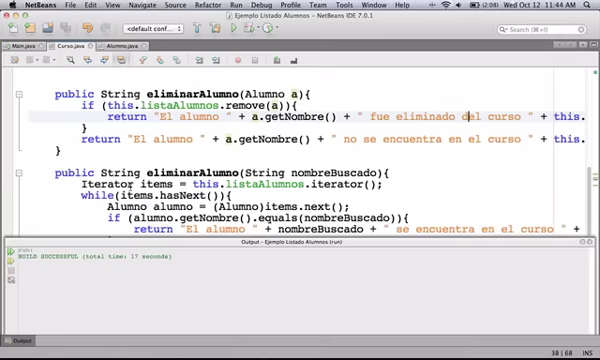 NetBeans File Edit View Navigate Source Refactor Run Debug Profile Team Tools Window Help (2:08) Wed Oct 12 11:44 AM
Ejemplo Listado Alumnos - NetBeans IDE 7.0.1
<default conf... Search (⌘+I)
Main.java Curso.java Alumno.java
public String eliminarAlumno(Alumno a){
if (this.listaAlumnos.remove(a)){
return "El alumno " + a.getNombre() + " fue eliminado del curso " + this.
}
return "El alumno " + a.getNombre() + " no se encuentra en el curso " + this.
}
public String eliminarAlumno(String nombreBuscado){
Iterator items = this.listaAlumnos.iterator();
while(items.hasNext()){
Alumno alumno = (Alumno)items.next();
if (alumno.getNombre().equals(nombreBuscado)){
return "El alumno " + nombreBuscado + " se encuentra en el curso " +
Output - Ejemplo Listado Alumnos (run)
run:
BUILD SUCCESSFUL (total time: 17 seconds)
Output
38 | 68 INS